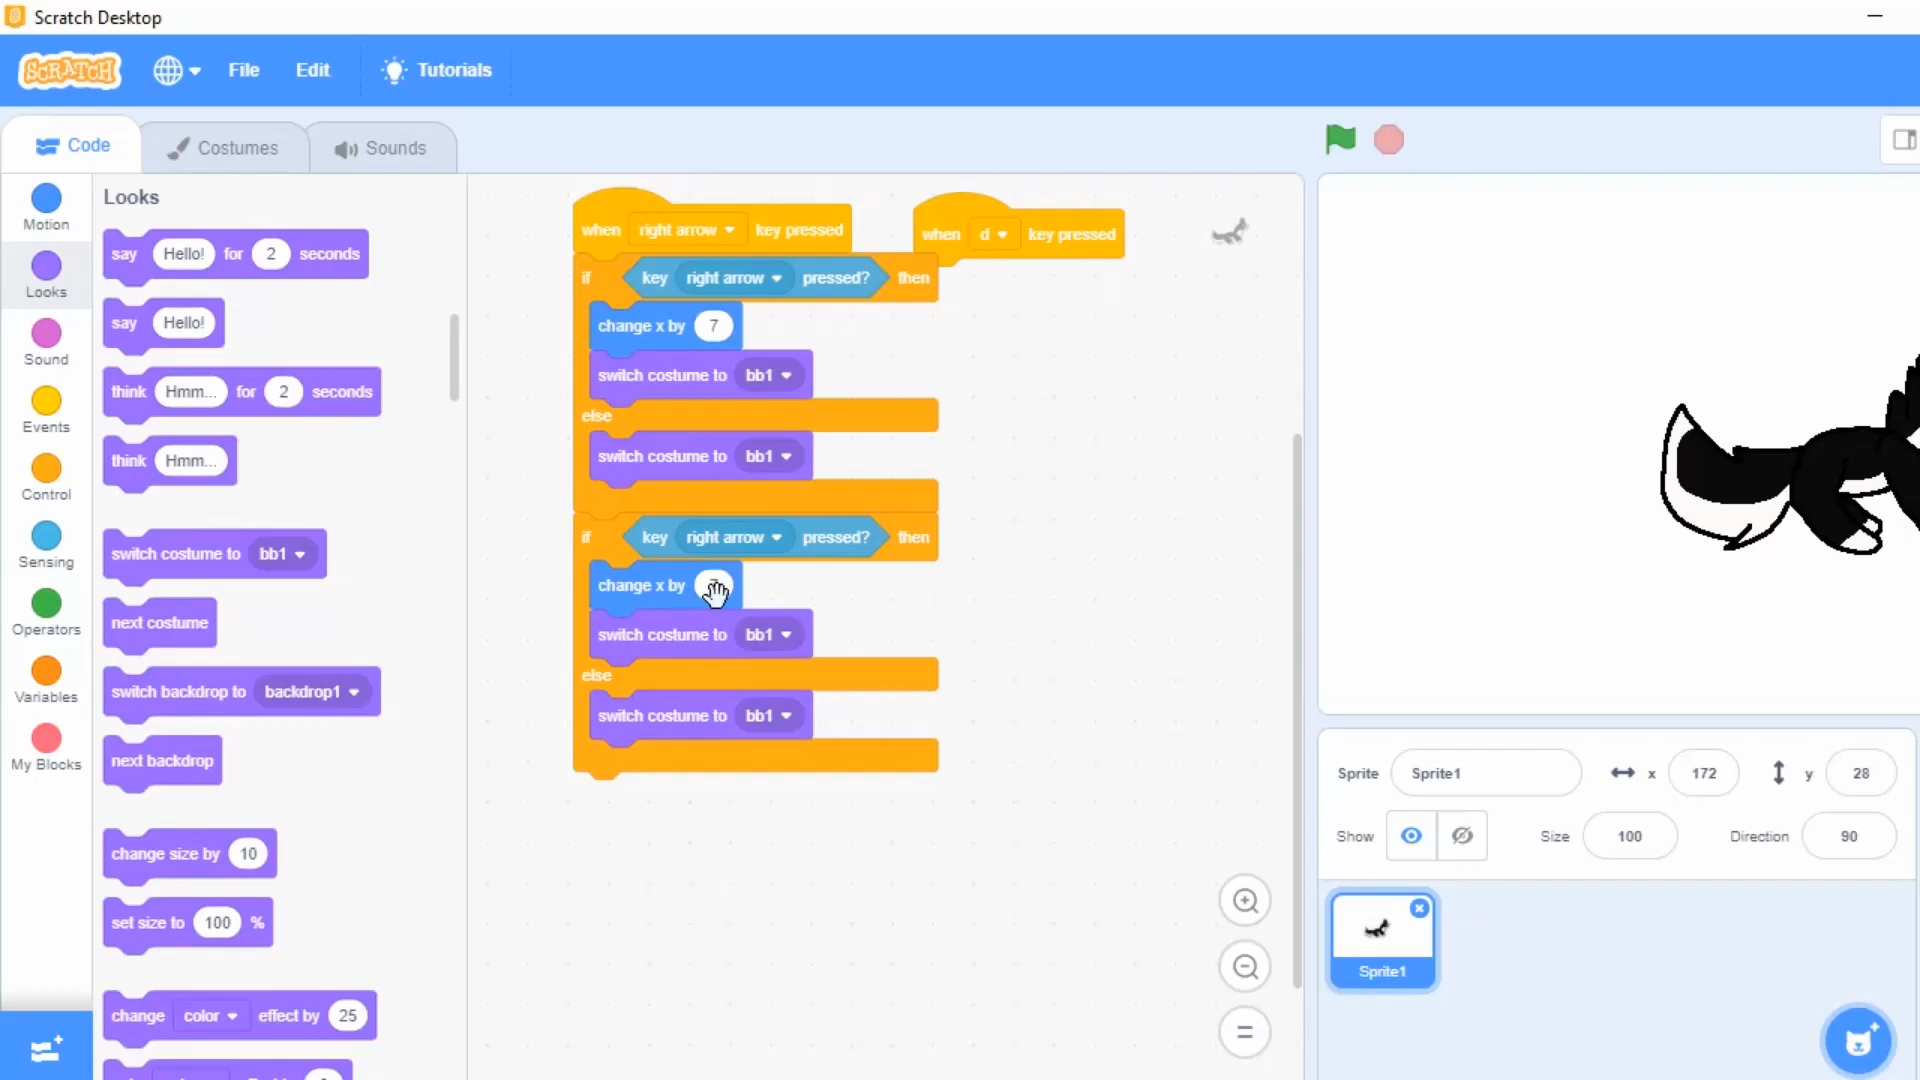 Scratch Desktop
SCRATCH
File
Edit
Tutorials
Code
Costumes
Sounds
Motion
Looks
Sound
Events
Control
Sensing
Operators
Variables
My Blocks
Looks
say Hello! for 2 seconds
say Hello!
think Hmm... for 2 seconds
think Hmm...
switch costume to bb1
next costume
switch backdrop to backdrop1
next backdrop
change size by 10
set size to 100 %
change color effect by 25
when right arrow key pressed
if key right arrow pressed? then
change x by 7
switch costume to bb1
else
switch costume to bb1
if key right arrow pressed? then
change x by
switch costume to bb1
else
switch costume to bb1
when d key pressed
Sprite Sprite1 x 172 y 28
Show Size 100 Direction 90
Sprite1